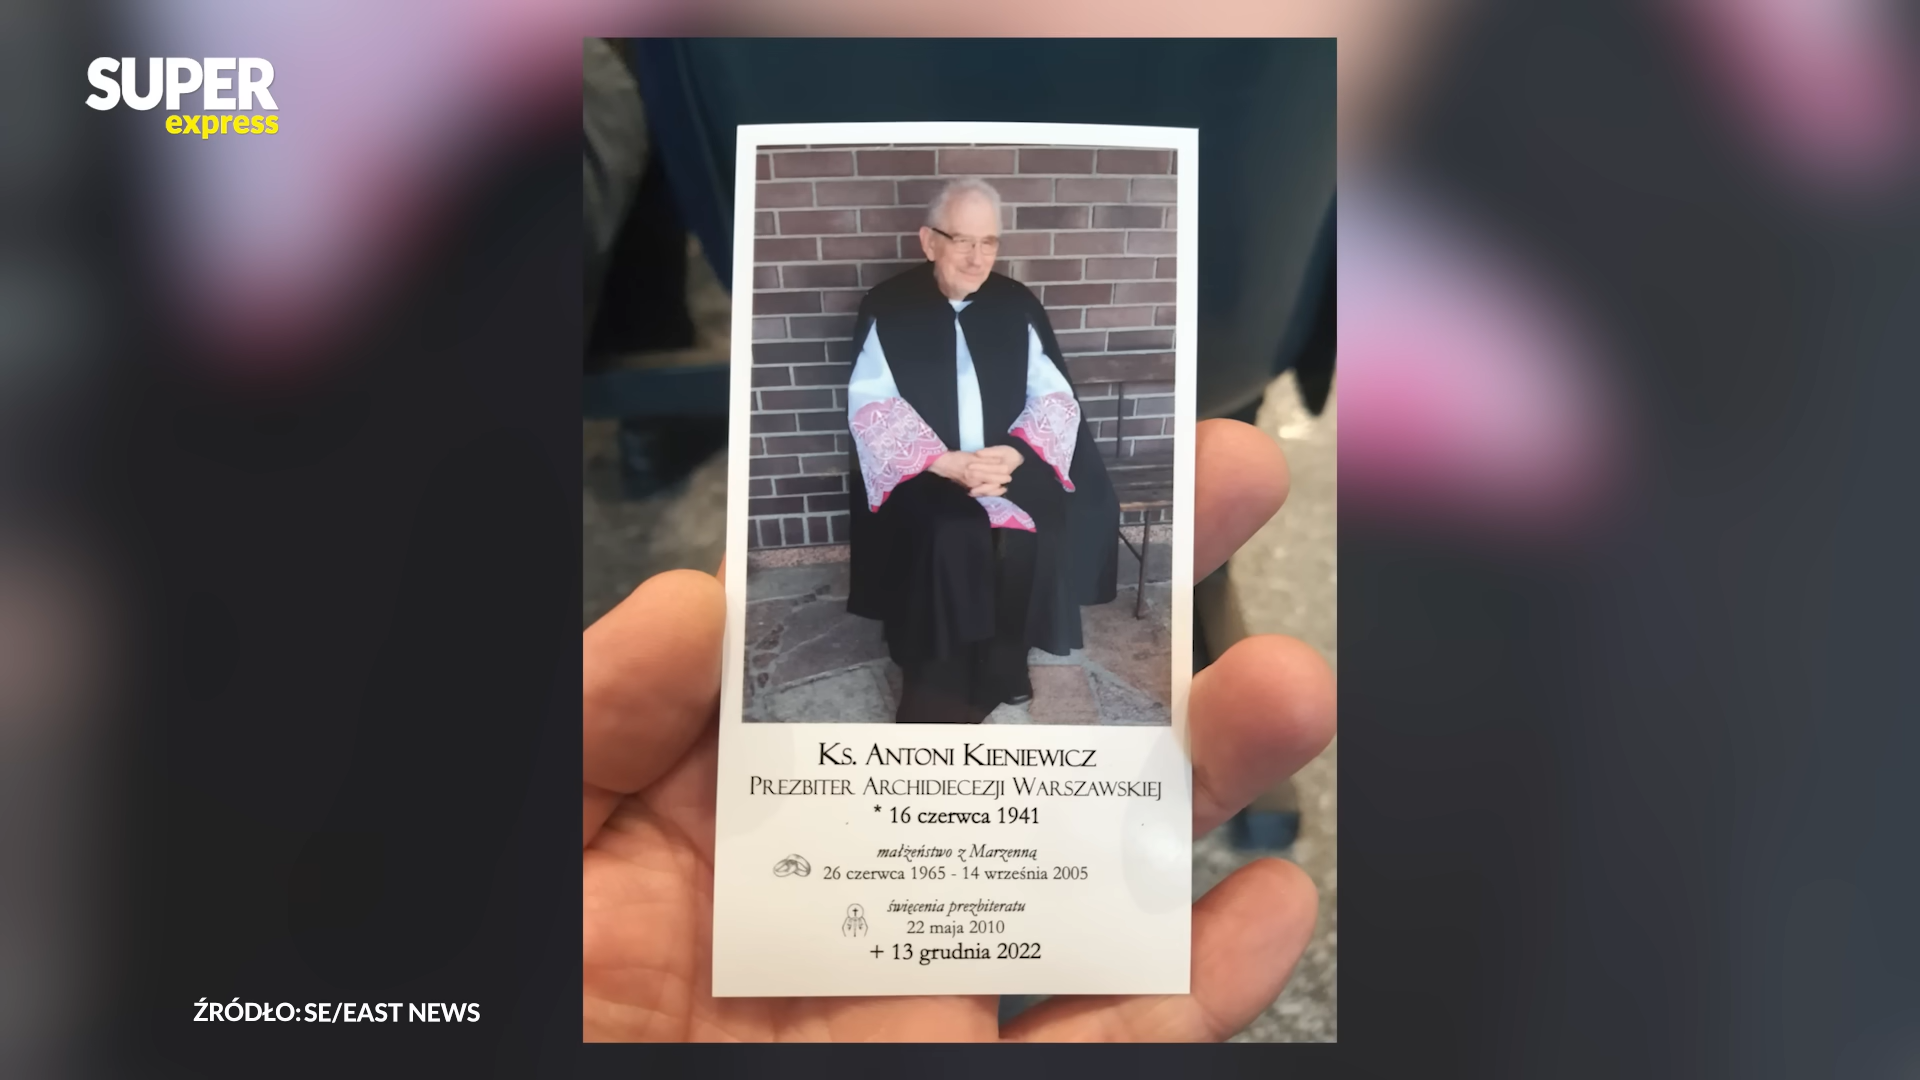 SUPER
express
Ks. Antoni Kieniewicz
Prezbiter Archidiecezji Warszawskiej
* 16 czerwca 1941
małżeństwo z Marzenną
26 czerwca 1965 - 14 września 2005
święcenia prezbiteratu
22 maja 2010
+ 13 grudnia 2022
ŹRÓDŁO: SE/EAST NEWS